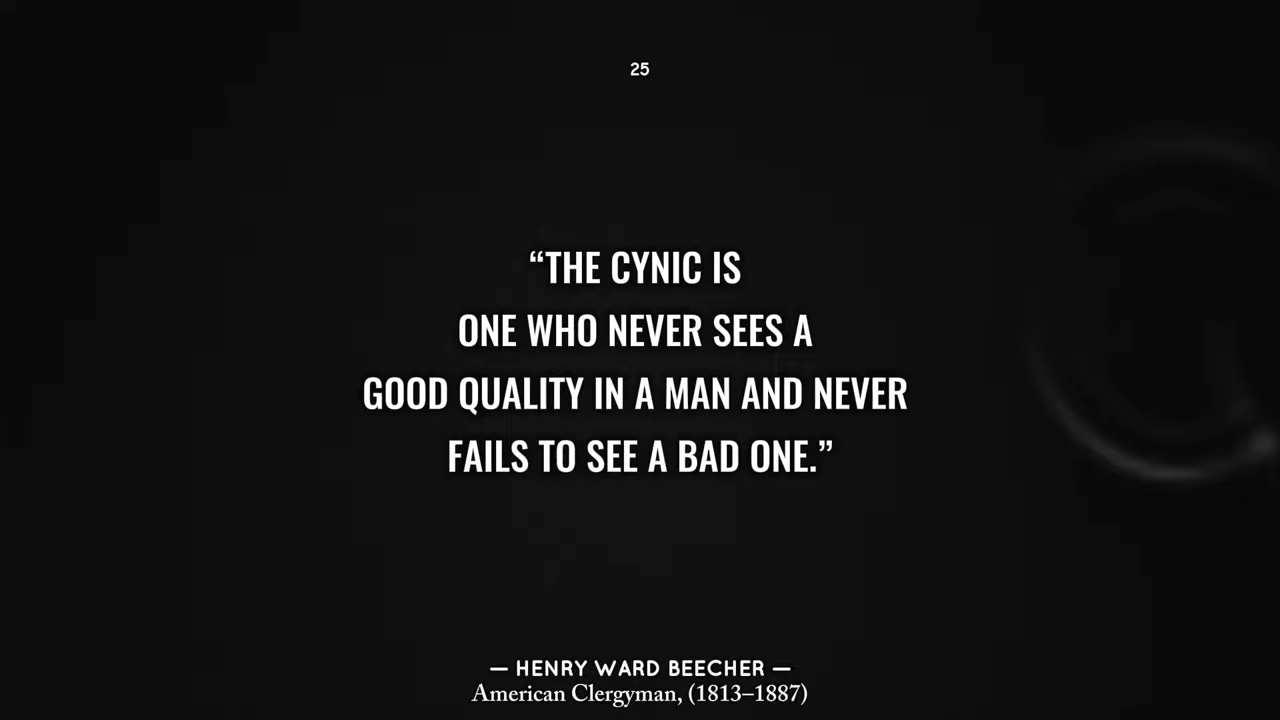 25
“THE CYNIC IS
ONE WHO NEVER SEES A
GOOD QUALITY IN A MAN AND NEVER
FAILS TO SEE A BAD ONE.”
— HENRY WARD BEECHER —
American Clergyman, (1813–1887)